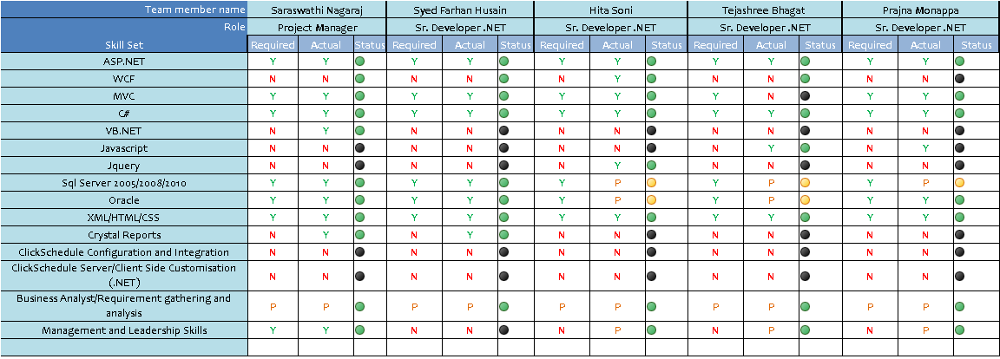 Team member name Saraswathi Nagaraj Syed Farhan Husain Hita Soni Tejashree Bhagat Prajna Monappa
Role Project Manager Sr. Developer .NET Sr. Developer .NET Sr. Developer .NET Sr. Developer .NET
Skill Set Required Actual Status Required Actual Status Required Actual Status Required Actual Status Required Actual Status
ASP.NET Y Y Y Y Y Y Y Y Y Y
WCF N N N N N Y N N N N
MVC Y Y Y Y Y Y Y N Y Y
C# Y Y Y Y Y Y Y Y Y Y
VB.NET N Y N N N N N N N N
Javascript N N N N N N N Y N Y
Jquery N N N N N Y N N N N
Sql Server 2005/2008/2010 Y Y Y Y Y P Y P Y P
Oracle Y Y Y Y Y P Y P Y Y
XML/HTML/CSS Y Y Y Y Y Y Y Y Y Y
Crystal Reports N Y N Y N N N N N N
ClickSchedule Configuration and Integration N N N N N N N N N N
ClickSchedule Server/Client Side Customisation
(.NET) N N N N N N N N N N
Business Analyst/Requirement gathering and
analysis P P P P P P P P P P
Management and Leadership Skills Y Y N N N P N P N P